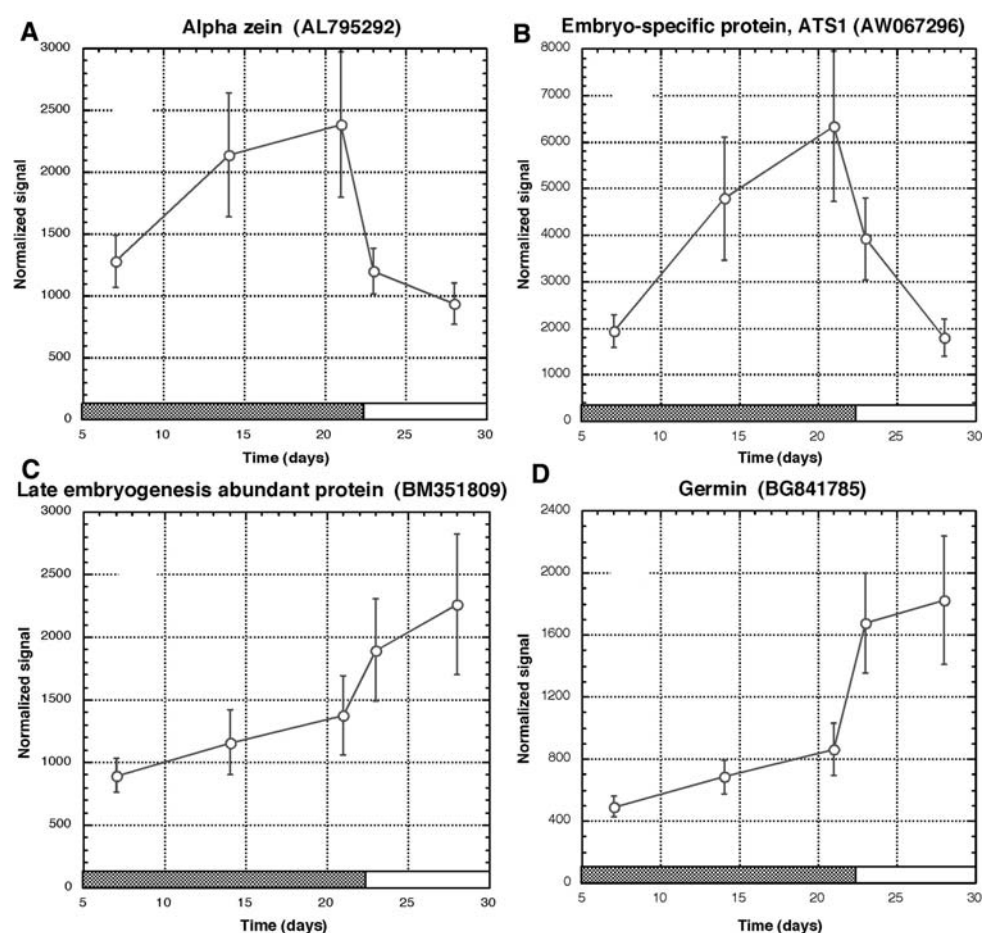 A
Alpha zein (AL795292)
3000
2500
2000
1500
1000
500
0
Normalized signal
5 10 15 20 25 30
Time (days)
B
Embryo-specific protein, ATS1 (AW067296)
8000
7000
6000
5000
4000
3000
2000
1000
0
Normalized signal
5 10 15 20 25 30
Time (days)
C
Late embryogenesis abundant protein (BM351809)
3000
2500
2000
1500
1000
500
0
Normalized signal
5 10 15 20 25 30
Time (days)
D
Germin (BG841785)
2400
2000
1600
1200
800
400
0
Normalized signal
5 10 15 20 25 30
Time (days)